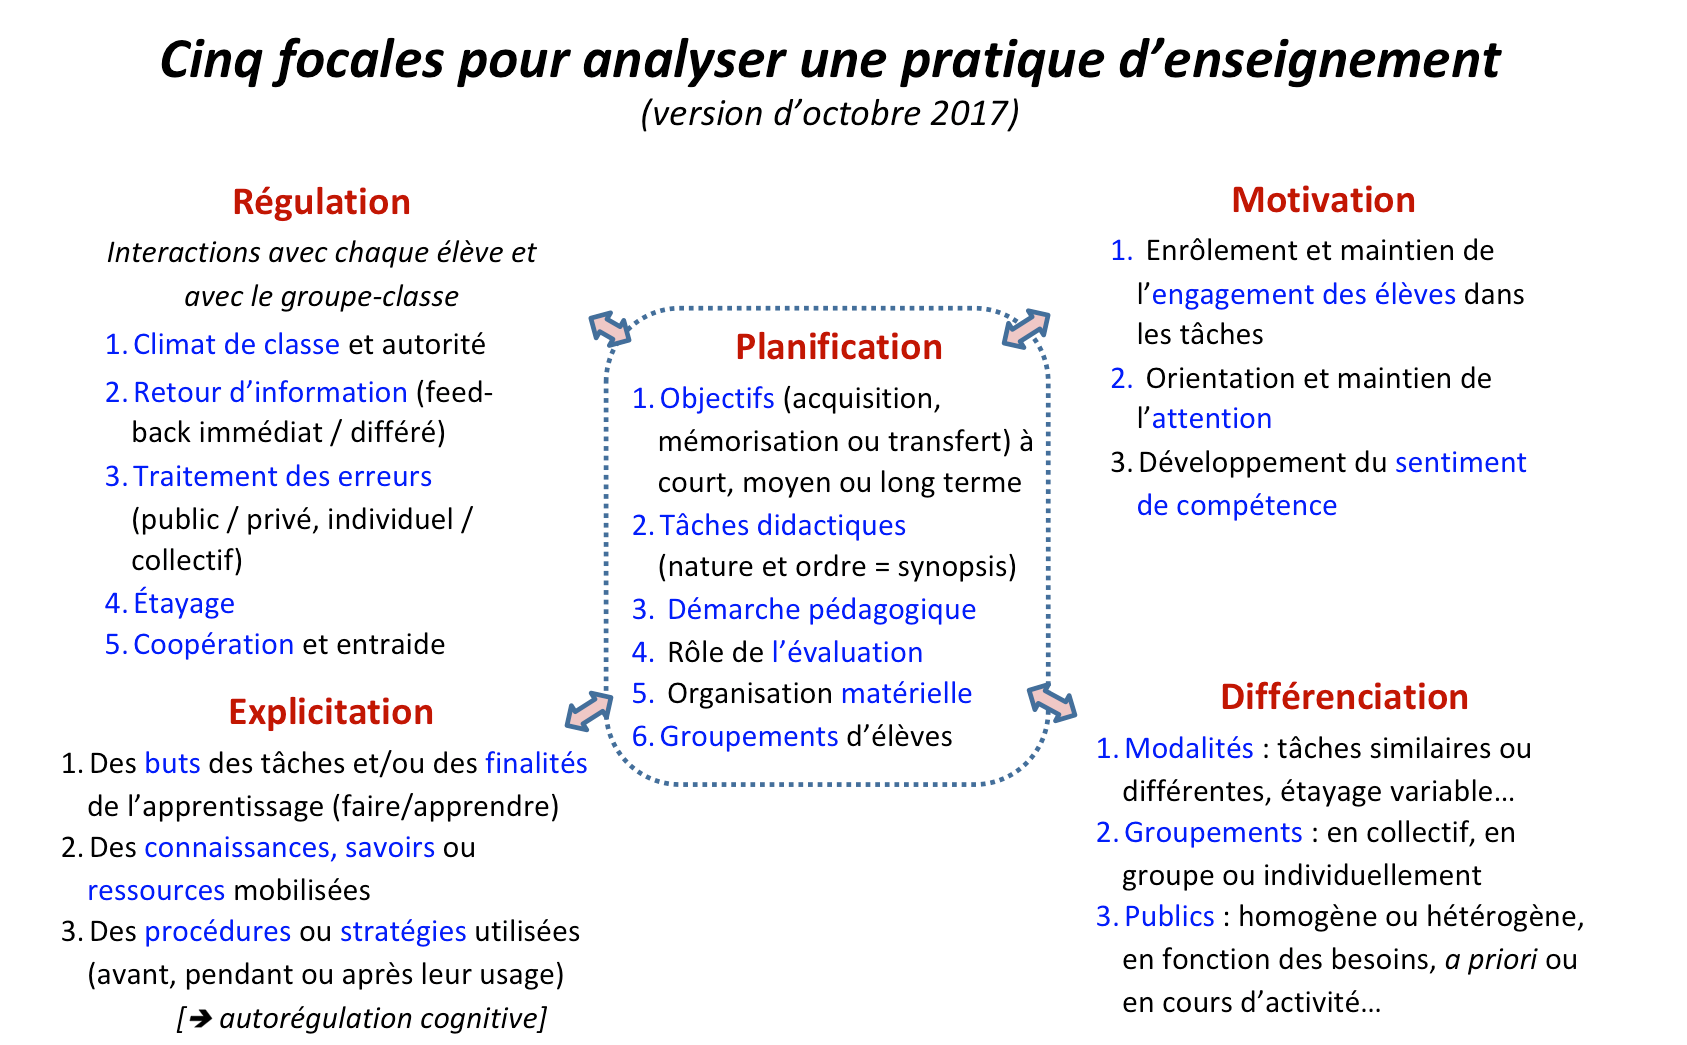 Cinq focales pour analyser une pratique d’enseignement
(version d’octobre 2017)
Régulation
Interactions avec chaque élève et
avec le groupe-classe
1. Climat de classe et autorité
2. Retour d’information (feed-
back immédiat / différé)
3. Traitement des erreurs
(public / privé, individuel /
collectif)
4. Étayage
5. Coopération et entraide
Explicitation
1. Des buts des tâches et/ou des finalités
de l’apprentissage (faire/apprendre)
2. Des connaissances, savoirs ou
ressources mobilisées
3. Des procédures ou stratégies utilisées
(avant, pendant ou après leur usage)
[➔ autorégulation cognitive]
Planification
1. Objectifs (acquisition,
mémorisation ou transfert) à
court, moyen ou long terme
2. Tâches didactiques
(nature et ordre = synopsis)
3. Démarche pédagogique
4. Rôle de l’évaluation
5. Organisation matérielle
6. Groupements d’élèves
Motivation
1. Enrôlement et maintien de
l’engagement des élèves dans
les tâches
2. Orientation et maintien de
l’attention
3. Développement du sentiment
de compétence
Différenciation
1. Modalités : tâches similaires ou
différentes, étayage variable…
2. Groupements : en collectif, en
groupe ou individuellement
3. Publics : homogène ou hétérogène,
en fonction des besoins, a priori ou
en cours d’activité…